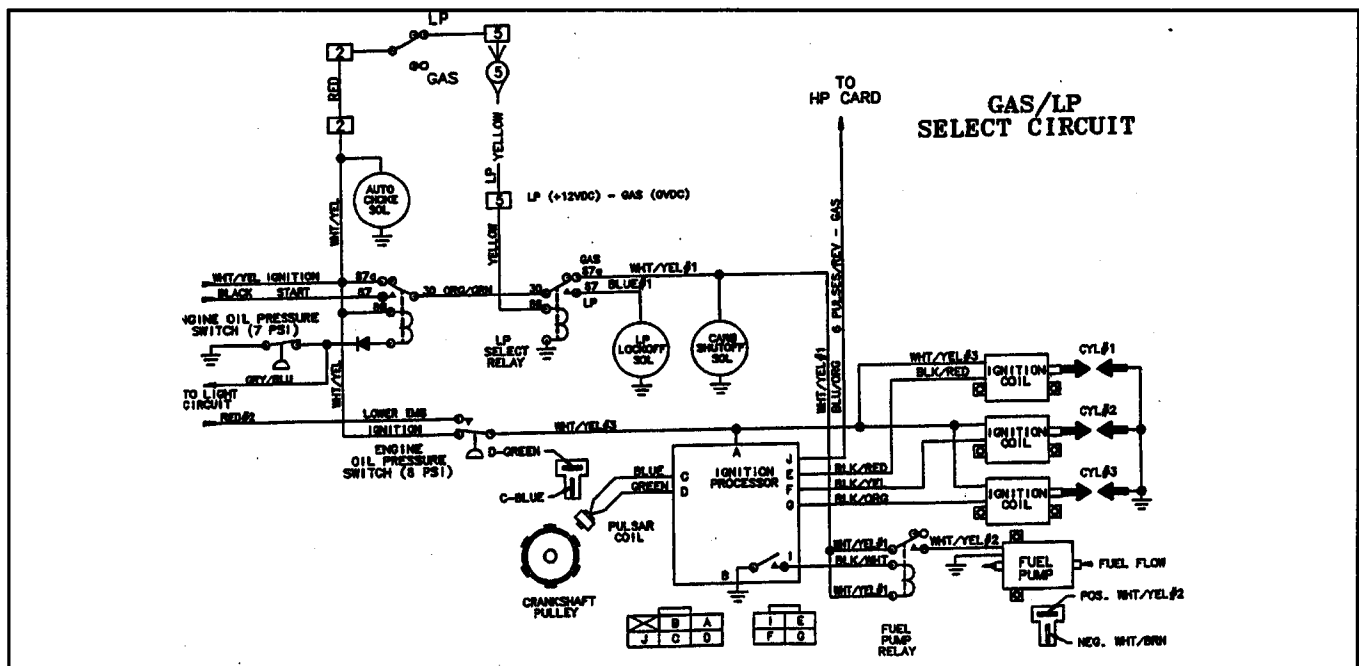 LP
5
2
GAS
5
RED
TO
HP CARD
GAS/LP
SELECT CIRCUIT
2
YELLOW
AUTO
CHOKE
SOL
LP
5
LP (+12VDC) - GAS (0VDC)
WHT/YEL
YELLOW
6 PULSES/REV - GAS
WHT/YEL IGNITION
87a
30 ORG/GRN
30
GAS
87a
WHT/YEL#1
BLACK START
87
87
BLUE#1
86
86
LP
ENGINE OIL PRESSURE
SWITCH (7 PSI)
LP
SELECT
RELAY
LP
LOCKOFF
SOL
CARB
SHUTOFF
SOL
WHT/YEL#1
BLU/ORG
GRY/BLU
WHT/YEL
TO LIGHT
CIRCUIT
WHT/YEL#3
BLK/RED
IGNITION
COIL
CYL#1
RED#2
LOWER EMS
IGNITION
WHT/YEL#3
IGNITION
COIL
CYL#2
ENGINE
OIL PRESSURE
SWITCH (8 PSI)
D-GREEN
C-BLUE
BLUE
GREEN
A
C
D
IGNITION
PROCESSOR
J
E
F
G
BLK/RED
BLK/YEL
BLK/ORG
IGNITION
COIL
CYL#3
PULSAR
COIL
CRANKSHAFT
PULLEY
B
1
WHT/YEL#1
BLK/WHT
WHT/YEL#1
WHT/YEL#2
FUEL
PUMP
FUEL FLOW
B A
J C D
I E
F G
FUEL
PUMP
RELAY
POS. WHT/YEL#2
NEG. WHT/BRN